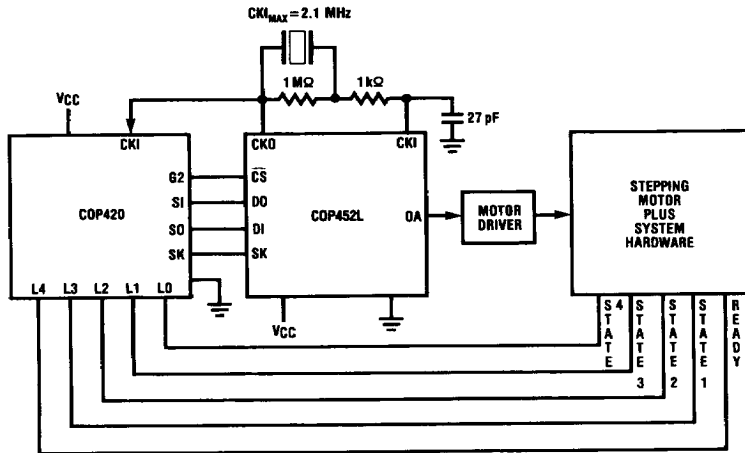 CKIMAX = 2.1 MHz
1 MΩ
1 kΩ
27 pF
VCC
CKI
CKO
CKI
COP420
G2
SI
SO
SK
L4
L3
L2
L1
L0
CS
DO
DI
SK
COP452L
OA
VCC
MOTOR
DRIVER
STEPPING
MOTOR
PLUS
SYSTEM
HARDWARE
STATE 4
STATE 3
STATE 2
STATE 1
READY